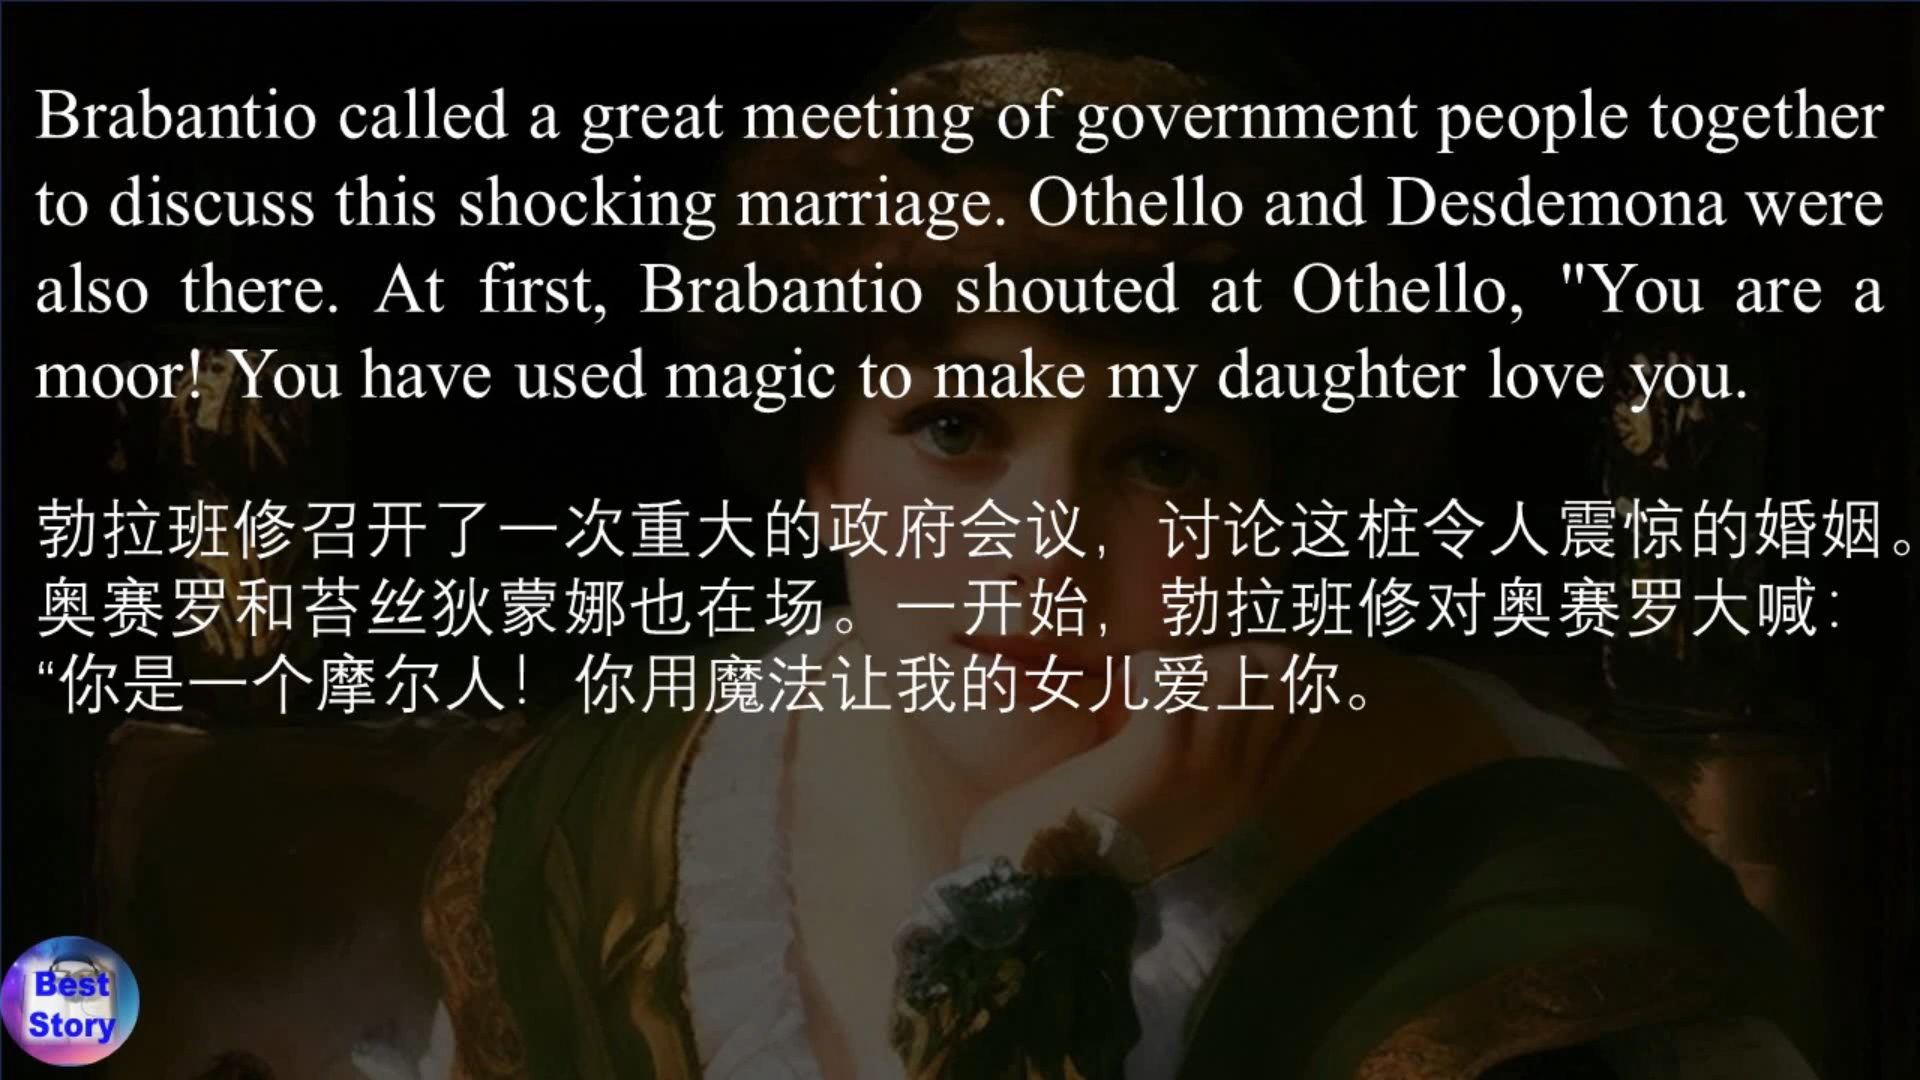 Brabantio called a great meeting of government people together
to discuss this shocking marriage. Othello and Desdemona were
also there. At first, Brabantio shouted at Othello, "You are a
moor! You have used magic to make my daughter love you.
勃拉班修召开了一次重大的政府会议，讨论这桩令人震惊的婚姻。
奥赛罗和苔丝狄蒙娜也在场。一开始，勃拉班修对奥赛罗大喊：
“你是一个摩尔人！你用魔法让我的女儿爱上你。
Best
Story